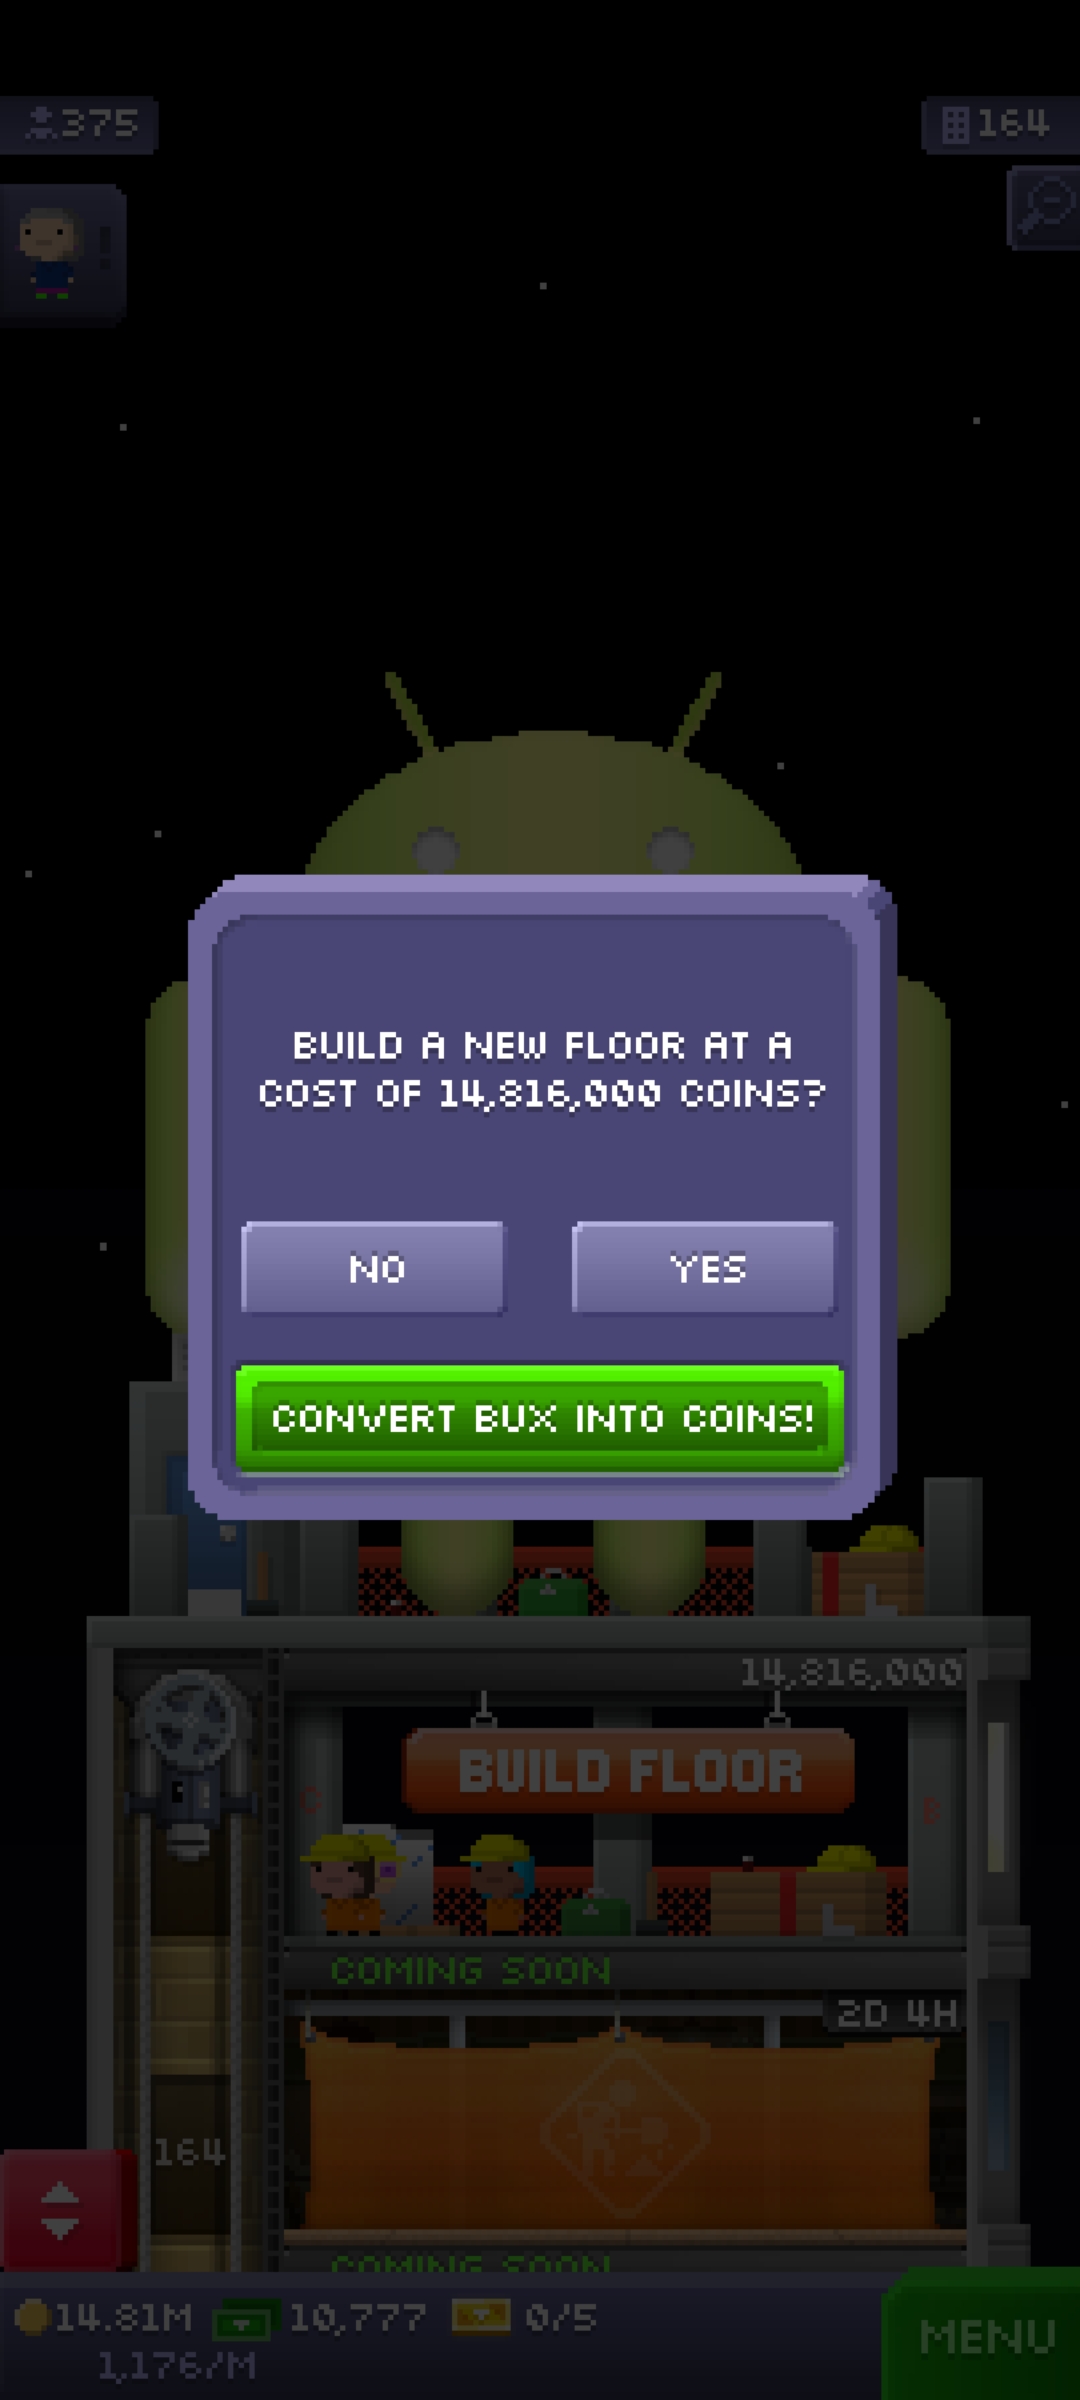 375
164
BUILD A NEW FLOOR AT A
COST OF 14,816,000 COINS?
NO
YES
CONVERT BUX INTO COINS!
14,816,000
BUILD FLOOR
C
B
COMING SOON
2D 4H
164
COMING SOON
14.81M
10,777
0/5
1,176/M
MENU